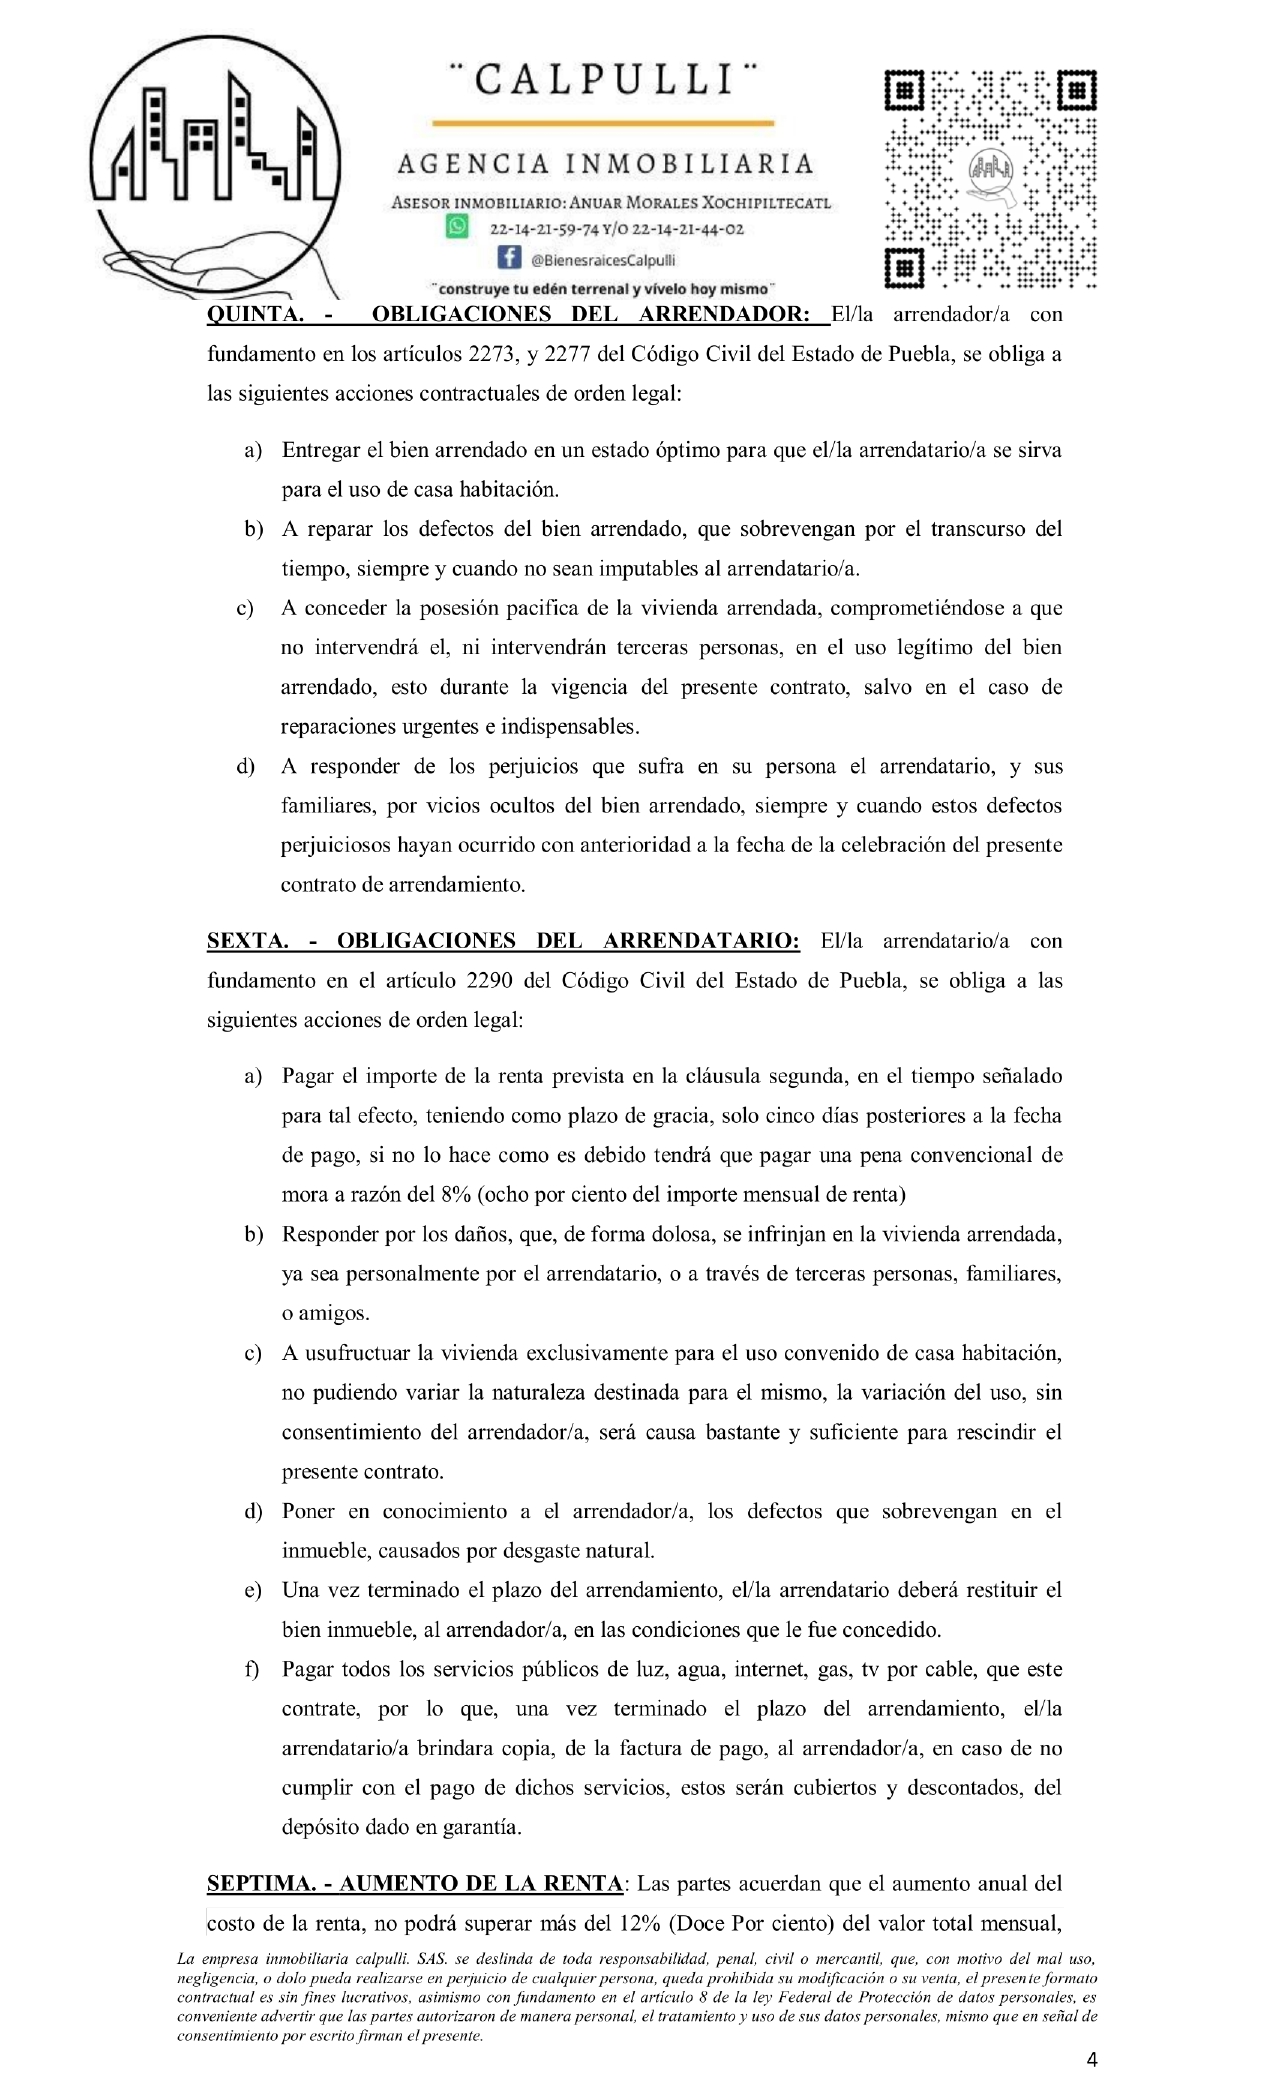 ¨CALPULLI¨
AGENCIA INMOBILIARIA
ASESOR INMOBILIARIO: ANUAR MORALES XOCHIPILTECATL
22-14-21-59-74 Y/O 22-14-21-44-02
@BienesraicesCalpulli
¨construye tu edén terrenal y vívelo hoy mismo¨
QUINTA. - OBLIGACIONES DEL ARRENDADOR: El/la arrendador/a con
fundamento en los artículos 2273, y 2277 del Código Civil del Estado de Puebla, se obliga a
las siguientes acciones contractuales de orden legal:
a) Entregar el bien arrendado en un estado óptimo para que el/la arrendatario/a se sirva
para el uso de casa habitación.
b) A reparar los defectos del bien arrendado, que sobrevengan por el transcurso del
tiempo, siempre y cuando no sean imputables al arrendatario/a.
c) A conceder la posesión pacifica de la vivienda arrendada, comprometiéndose a que
no intervendrá el, ni intervendrán terceras personas, en el uso legítimo del bien
arrendado, esto durante la vigencia del presente contrato, salvo en el caso de
reparaciones urgentes e indispensables.
d) A responder de los perjuicios que sufra en su persona el arrendatario, y sus
familiares, por vicios ocultos del bien arrendado, siempre y cuando estos defectos
perjuiciosos hayan ocurrido con anterioridad a la fecha de la celebración del presente
contrato de arrendamiento.
SEXTA. - OBLIGACIONES DEL ARRENDATARIO: El/la arrendatario/a con
fundamento en el artículo 2290 del Código Civil del Estado de Puebla, se obliga a las
siguientes acciones de orden legal:
a) Pagar el importe de la renta prevista en la cláusula segunda, en el tiempo señalado
para tal efecto, teniendo como plazo de gracia, solo cinco días posteriores a la fecha
de pago, si no lo hace como es debido tendrá que pagar una pena convencional de
mora a razón del 8% (ocho por ciento del importe mensual de renta)
b) Responder por los daños, que, de forma dolosa, se infrinjan en la vivienda arrendada,
ya sea personalmente por el arrendatario, o a través de terceras personas, familiares,
o amigos.
c) A usufructuar la vivienda exclusivamente para el uso convenido de casa habitación,
no pudiendo variar la naturaleza destinada para el mismo, la variación del uso, sin
consentimiento del arrendador/a, será causa bastante y suficiente para rescindir el
presente contrato.
d) Poner en conocimiento a el arrendador/a, los defectos que sobrevengan en el
inmueble, causados por desgaste natural.
e) Una vez terminado el plazo del arrendamiento, el/la arrendatario deberá restituir el
bien inmueble, al arrendador/a, en las condiciones que le fue concedido.
f) Pagar todos los servicios públicos de luz, agua, internet, gas, tv por cable, que este
contrate, por lo que, una vez terminado el plazo del arrendamiento, el/la
arrendatario/a brindara copia, de la factura de pago, al arrendador/a, en caso de no
cumplir con el pago de dichos servicios, estos serán cubiertos y descontados, del
depósito dado en garantía.
SEPTIMA. - AUMENTO DE LA RENTA: Las partes acuerdan que el aumento anual del
costo de la renta, no podrá superar más del 12% (Doce Por ciento) del valor total mensual,
La empresa inmobiliaria calpulli. SAS. se deslinda de toda responsabilidad, penal, civil o mercantil, que, con motivo del mal uso,
negligencia, o dolo pueda realizarse en perjuicio de cualquier persona, queda prohibida su modificación o su venta, el presente formato
contractual es sin fines lucrativos, asimismo con fundamento en el artículo 8 de la ley Federal de Protección de datos personales, es
conveniente advertir que las partes autorizaron de manera personal, el tratamiento y uso de sus datos personales, mismo que en señal de
consentimiento por escrito firman el presente.
4